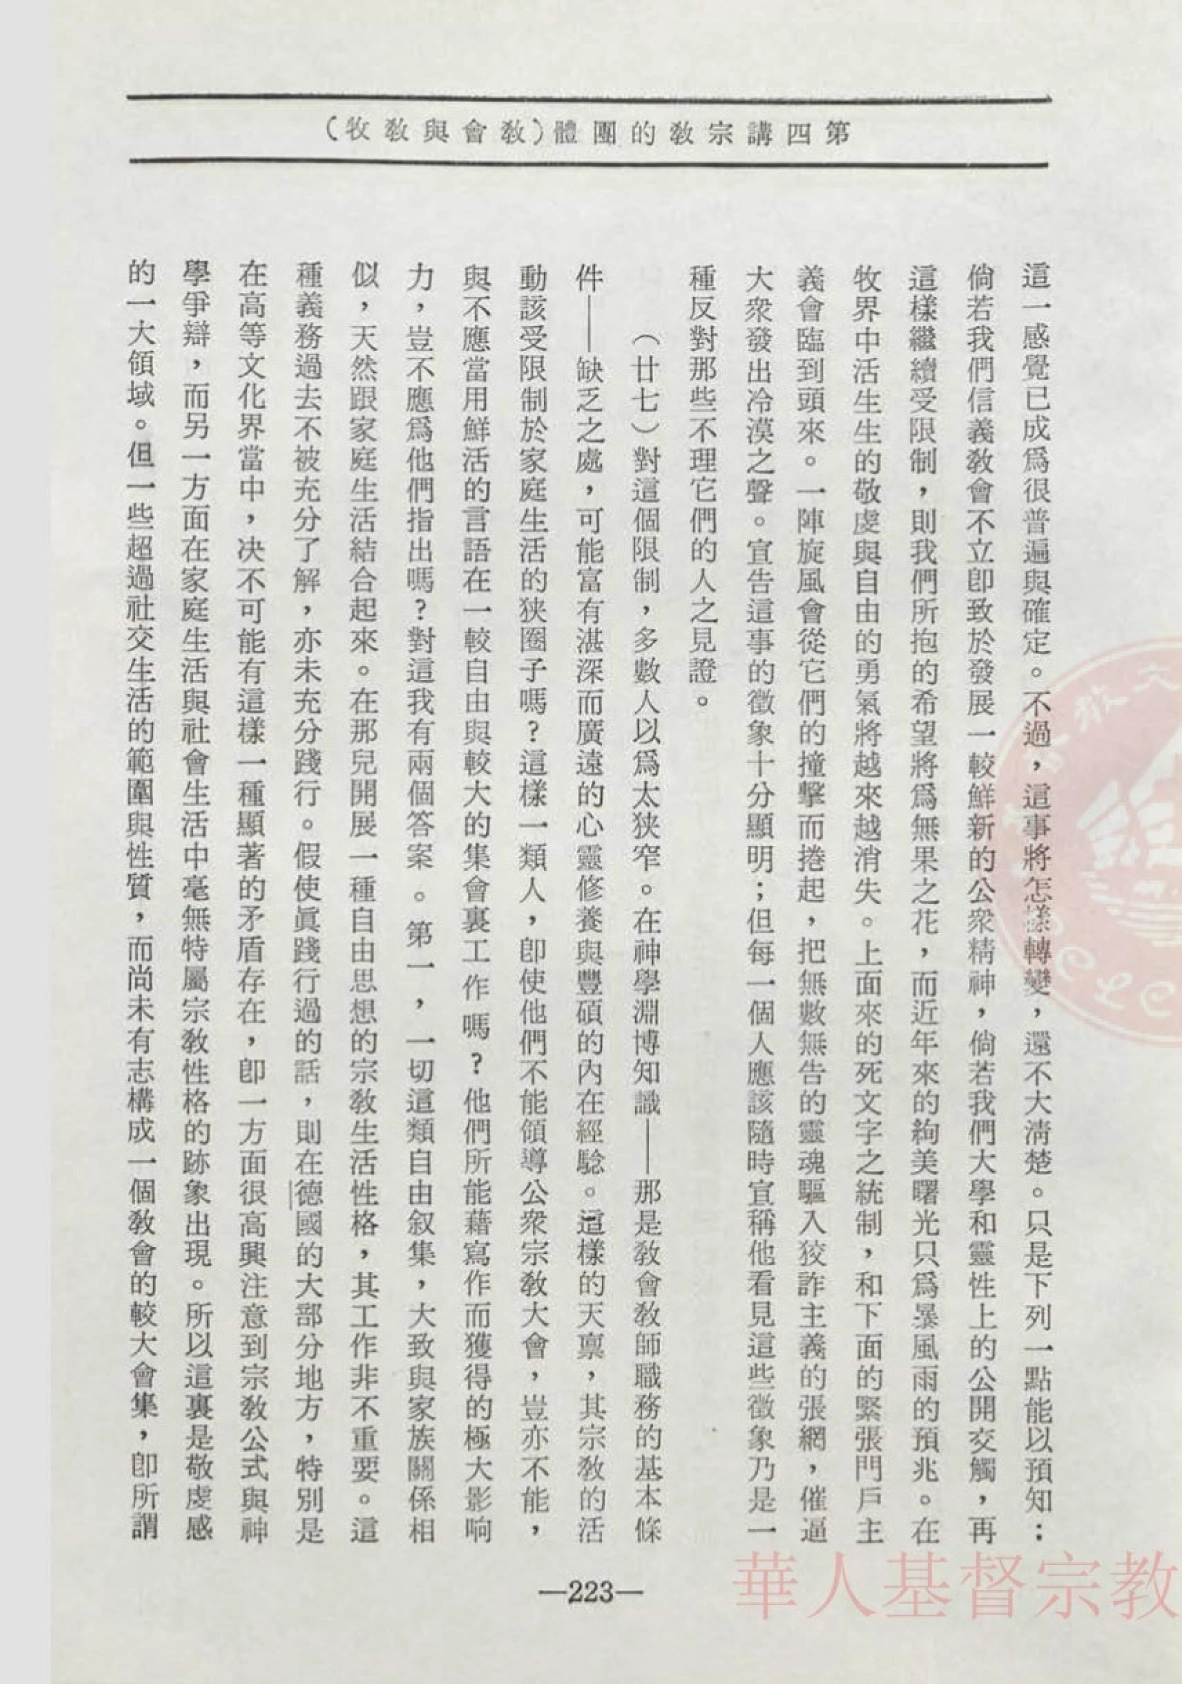 第四講宗教的團體(教會與教牧)
這一感覺已成爲很普遍與確定。不過，這事將怎樣轉變，還不大清楚。只是下列一點能以預知：
倘若我們信義教會不立卽致於發展一較鮮新的公衆精神，倘若我們大學和靈性上的公開交觸，再
這樣繼續受限制，則我們所抱的希望將爲無果之花，而近年來的絢美曙光只爲暴風雨的預兆。在
牧界中活生生的敬虔與自由的勇氣將越來越消失。上面來的死文字之統制，和下面的緊張門戶主
義會臨到頭來。一陣旋風會從它們的撞擊而捲起，把無數無告的靈魂驅入狡詐主義的張網，催逼
大衆發出冷漠之聲。宣告這事的徵象十分顯明；但每一個人應該隨時宣稱他看見這些徵象乃是一
種反對那些不理它們的人之見證。
（廿七）對這個限制，多數人以爲太狹窄。在神學淵博知識——那是教會教師職務的基本條
件——缺乏之處，可能富有湛深而廣遠的心靈修養與豐碩的內在經驗。這樣的天禀，其宗教的活
動該受限制於家庭生活的狹圈子嗎？這樣一類人，卽使他們不能領導公衆宗教大會，豈亦不能，
與不應當用鮮活的言語在一較自由與較大的集會裏工作嗎？他們所能藉寫作而獲得的極大影响
力，豈不應爲他們指出嗎？對這我有兩個答案。第一，一切這類自由叙集，大致與家族關係相
似，天然跟家庭生活結合起來。在那兒開展一種自由思想的宗教生活性格，其工作非不重要。這
種義務過去不被充分了解，亦未充分踐行。假使眞踐行過的話，則在德國的大部分地方，特別是
在高等文化界當中，決不可能有這樣一種顯著的矛盾存在，卽一方面很高興注意到宗教公式與神
學爭辯，而另一方面在家庭生活與社會生活中毫無特屬宗教性格的跡象出現。所以這裏是敬虔感
的一大領域。但一些超過社交生活的範圍與性質，而尚未有志構成一個教會的較大會集，卽所謂
—223—
華人基督宗教